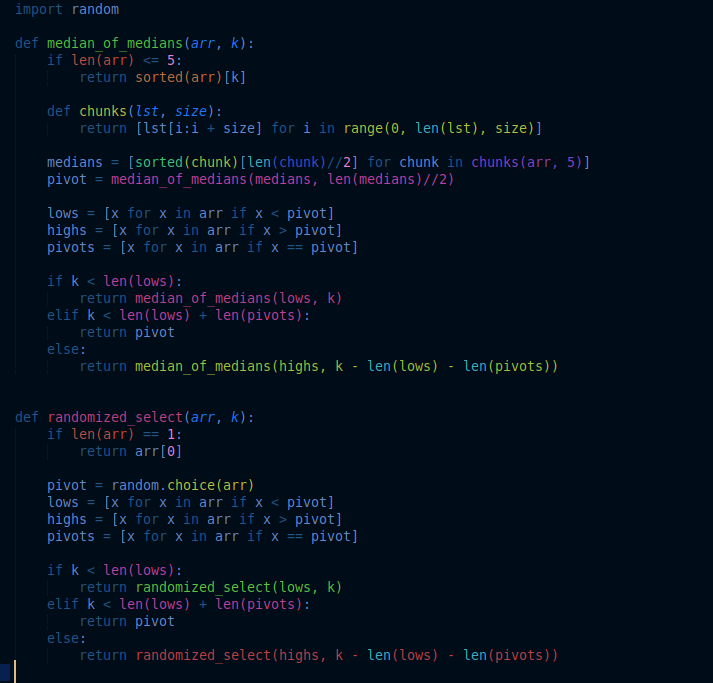 import random

def median_of_medians(arr, k):
    if len(arr) <= 5:
        return sorted(arr)[k]

    def chunks(lst, size):
        return [lst[i:i + size] for i in range(0, len(lst), size)]

    medians = [sorted(chunk)[len(chunk)//2] for chunk in chunks(arr, 5)]
    pivot = median_of_medians(medians, len(medians)//2)

    lows = [x for x in arr if x < pivot]
    highs = [x for x in arr if x > pivot]
    pivots = [x for x in arr if x == pivot]

    if k < len(lows):
        return median_of_medians(lows, k)
    elif k < len(lows) + len(pivots):
        return pivot
    else:
        return median_of_medians(highs, k - len(lows) - len(pivots))


def randomized_select(arr, k):
    if len(arr) == 1:
        return arr[0]

    pivot = random.choice(arr)
    lows = [x for x in arr if x < pivot]
    highs = [x for x in arr if x > pivot]
    pivots = [x for x in arr if x == pivot]

    if k < len(lows):
        return randomized_select(lows, k)
    elif k < len(lows) + len(pivots):
        return pivot
    else:
        return randomized_select(highs, k - len(lows) - len(pivots))